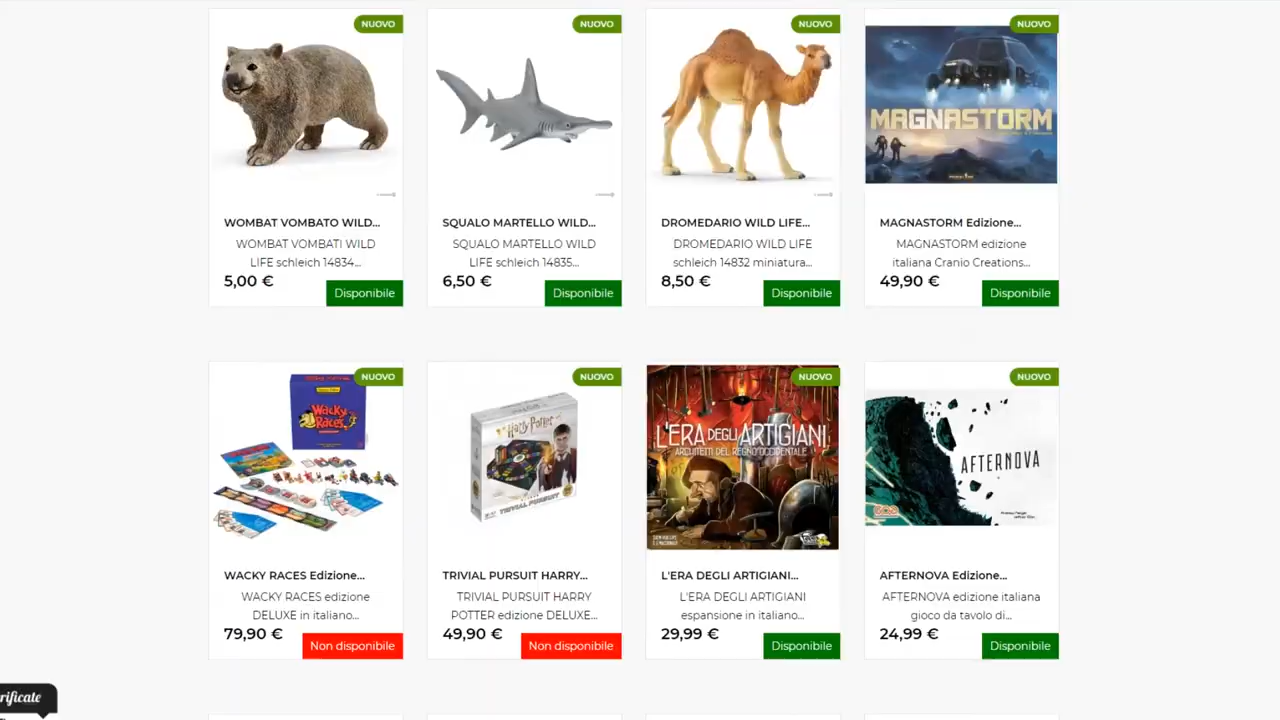 NUOVO
NUOVO
NUOVO
NUOVO
MAGNASTORM
WOMBAT VOMBATO WILD...
SQUALO MARTELLO WILD...
DROMEDARIO WILD LIFE...
MAGNASTORM Edizione...
WOMBAT VOMBATI WILD
LIFE schleich 14834...
SQUALO MARTELLO WILD
LIFE schleich 14835...
DROMEDARIO WILD LIFE
schleich 14832 miniatura...
MAGNASTORM edizione
italiana Cranio Creations...
5,00 €
Disponibile
6,50 €
Disponibile
8,50 €
Disponibile
49,90 €
Disponibile
NUOVO
NUOVO
NUOVO
NUOVO
Wacky
Races
Harry Potter
TRIVIAL PURSUIT
L'ERA DEGLI ARTIGIANI
ARCHITETTI DEL REGNO OCCIDENTALE
AFTERNOVA
WACKY RACES Edizione...
TRIVIAL PURSUIT HARRY...
L'ERA DEGLI ARTIGIANI...
AFTERNOVA Edizione...
WACKY RACES edizione
DELUXE in italiano...
TRIVIAL PURSUIT HARRY
POTTER edizione DELUXE...
L'ERA DEGLI ARTIGIANI
espansione in italiano...
AFTERNOVA edizione italiana
gioco da tavolo di...
79,90 €
Non disponibile
49,90 €
Non disponibile
29,99 €
Disponibile
24,99 €
Disponibile
rificate